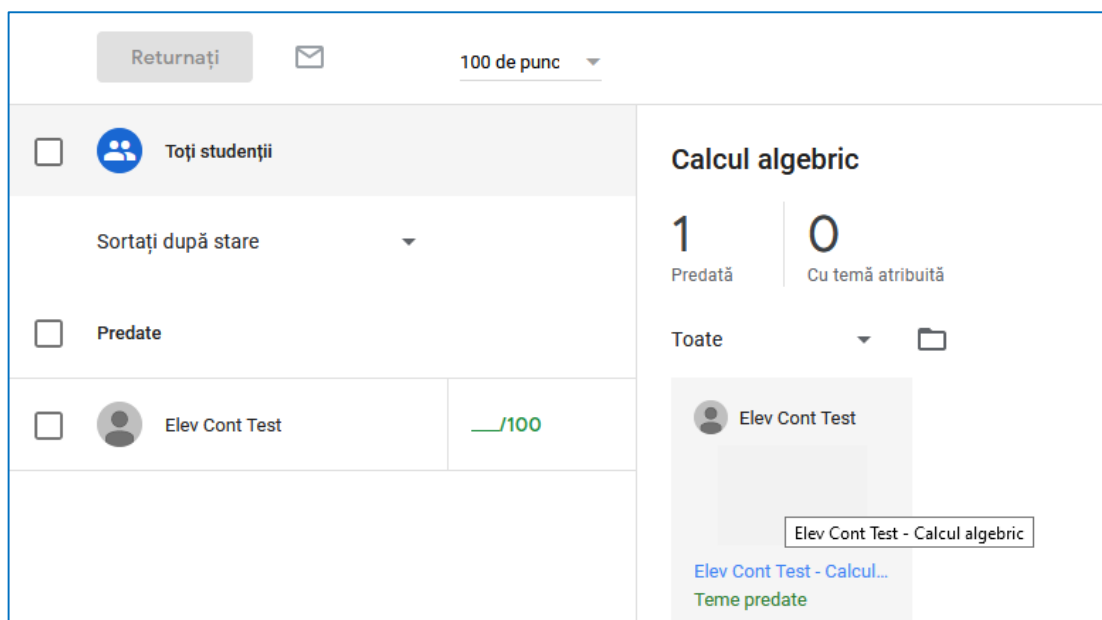 Returnați
100 de punc
Toți studenții
Sortați după stare
Predate
Elev Cont Test
__/100
Calcul algebric
1
Predată
0
Cu temă atribuită
Toate
Elev Cont Test
Elev Cont Test - Calcul algebric
Elev Cont Test - Calcul...
Teme predate